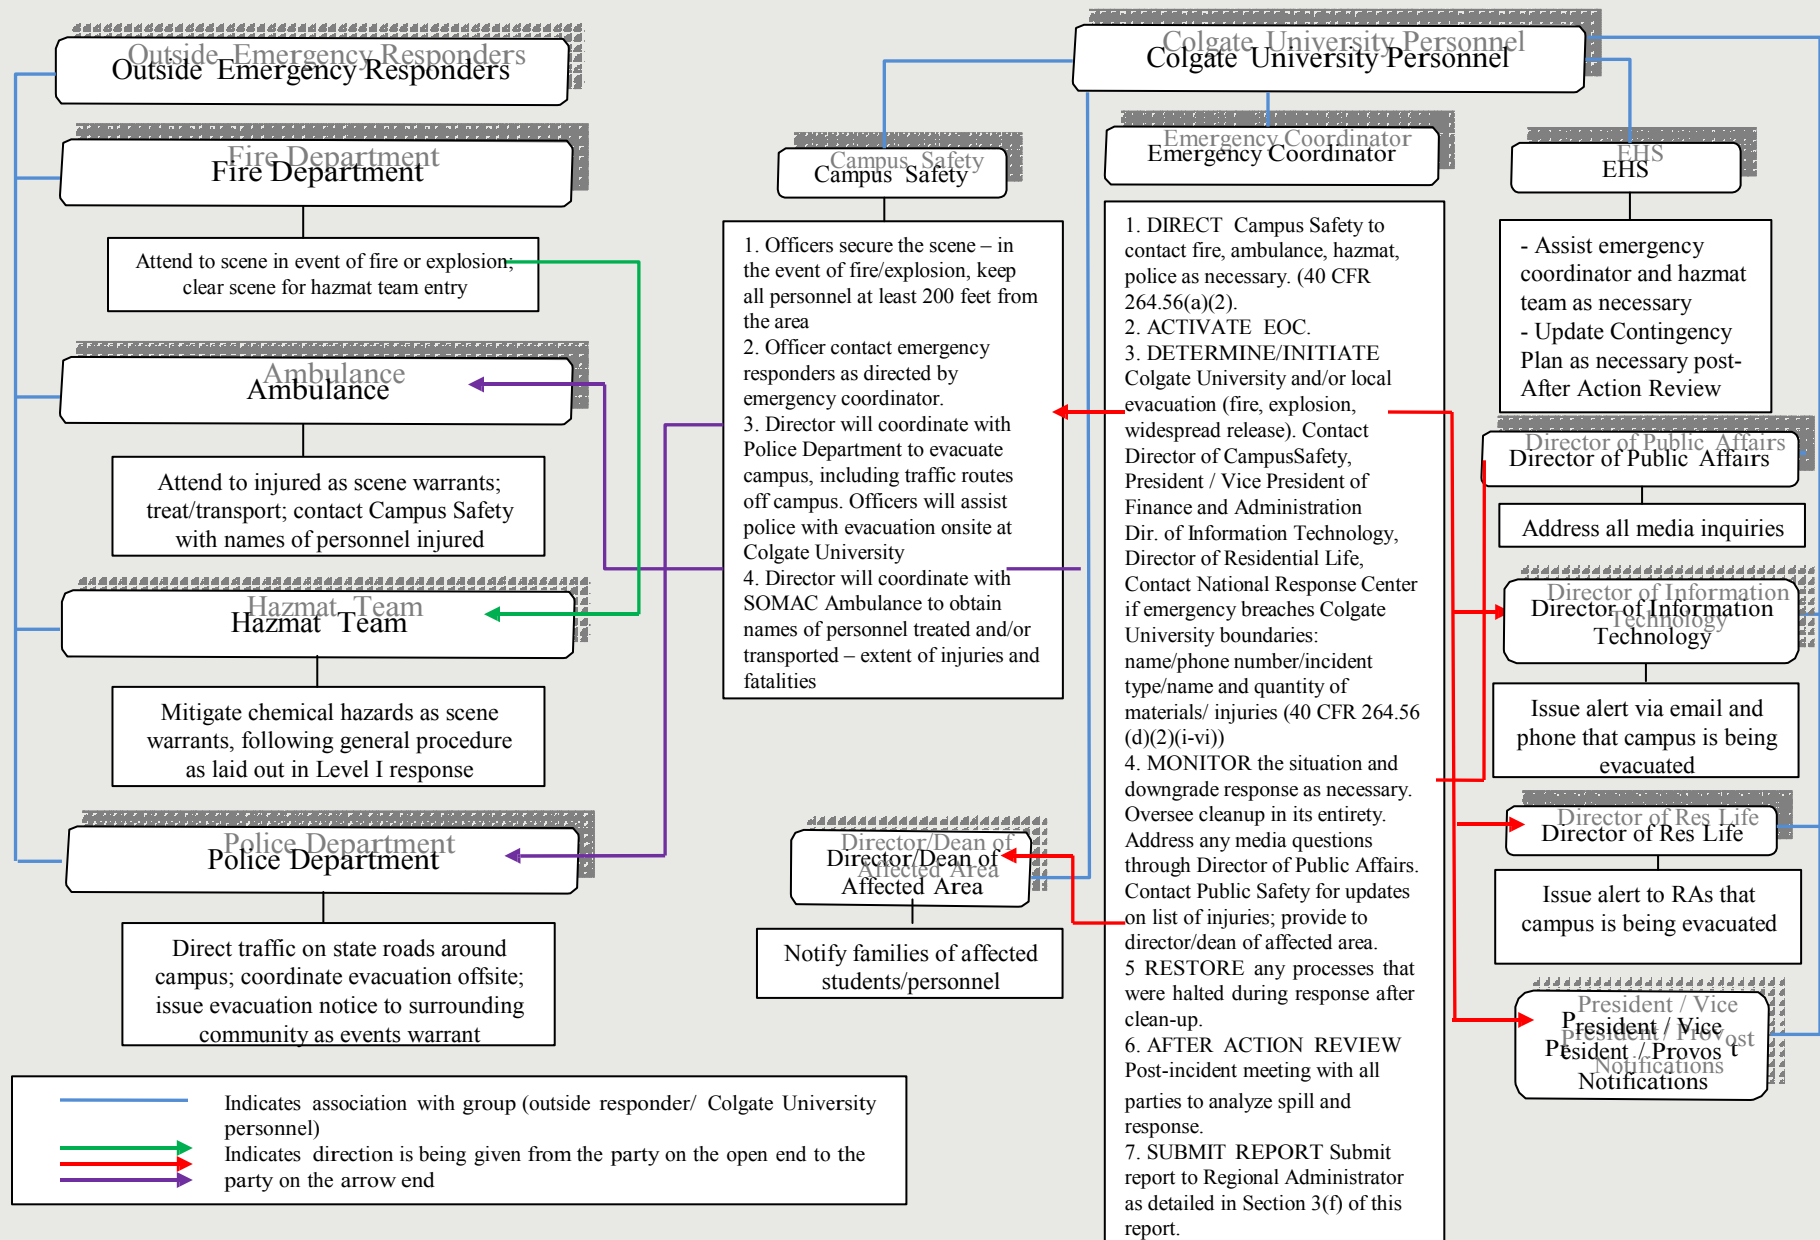 Outside Emergency Responders
Fire Department
Attend to scene in event of fire or explosion;
clear scene for hazmat team entry
Ambulance
Attend to injured as scene warrants;
treat/transport; contact Campus Safety
with names of personnel injured
Hazmat Team
Mitigate chemical hazards as scene
warrants, following general procedure
as laid out in Level I response
Police Department
Direct traffic on state roads around
campus; coordinate evacuation offsite;
issue evacuation notice to surrounding
community as events warrant
Colgate University Personnel
Campus Safety
1. Officers secure the scene – in
the event of fire/explosion, keep
all personnel at least 200 feet from
the area
2. Officer contact emergency
responders as directed by
emergency coordinator.
3. Director will coordinate with
Police Department to evacuate
campus, including traffic routes
off campus. Officers will assist
police with evacuation onsite at
Colgate University
4. Director will coordinate with
SOMAC Ambulance to obtain
names of personnel treated and/or
transported – extent of injuries and
fatalities
Director/Dean of
Affected Area
Notify families of affected
students/personnel
Emergency Coordinator
1. DIRECT Campus Safety to
contact fire, ambulance, hazmat,
police as necessary. (40 CFR
264.56(a)(2).
2. ACTIVATE EOC.
3. DETERMINE/INITIATE
Colgate University and/or local
evacuation (fire, explosion,
widespread release). Contact
Director of CampusSafety,
President / Vice President of
Finance and Administration
Dir. of Information Technology,
Director of Residential Life,
Contact National Response Center
if emergency breaches Colgate
University boundaries:
name/phone number/incident
type/name and quantity of
materials/ injuries (40 CFR 264.56
(d)(2)(i-vi))
4. MONITOR the situation and
downgrade response as necessary.
Oversee cleanup in its entirety.
Address any media questions
through Director of Public Affairs.
Contact Public Safety for updates
on list of injuries; provide to
director/dean of affected area.
5 RESTORE any processes that
were halted during response after
clean-up.
6. AFTER ACTION REVIEW
Post-incident meeting with all
parties to analyze spill and
response.
7. SUBMIT REPORT Submit
report to Regional Administrator
as detailed in Section 3(f) of this
report.
EHS
- Assist emergency
coordinator and hazmat
team as necessary
- Update Contingency
Plan as necessary post-
After Action Review
Director of Public Affairs
Address all media inquiries
Director of Information
Technology
Issue alert via email and
phone that campus is being
evacuated
Director of Res Life
Issue alert to RAs that
campus is being evacuated
President / Vice
President / Provost
Notifications
Indicates association with group (outside responder/ Colgate University
personnel)
Indicates direction is being given from the party on the open end to the
party on the arrow end